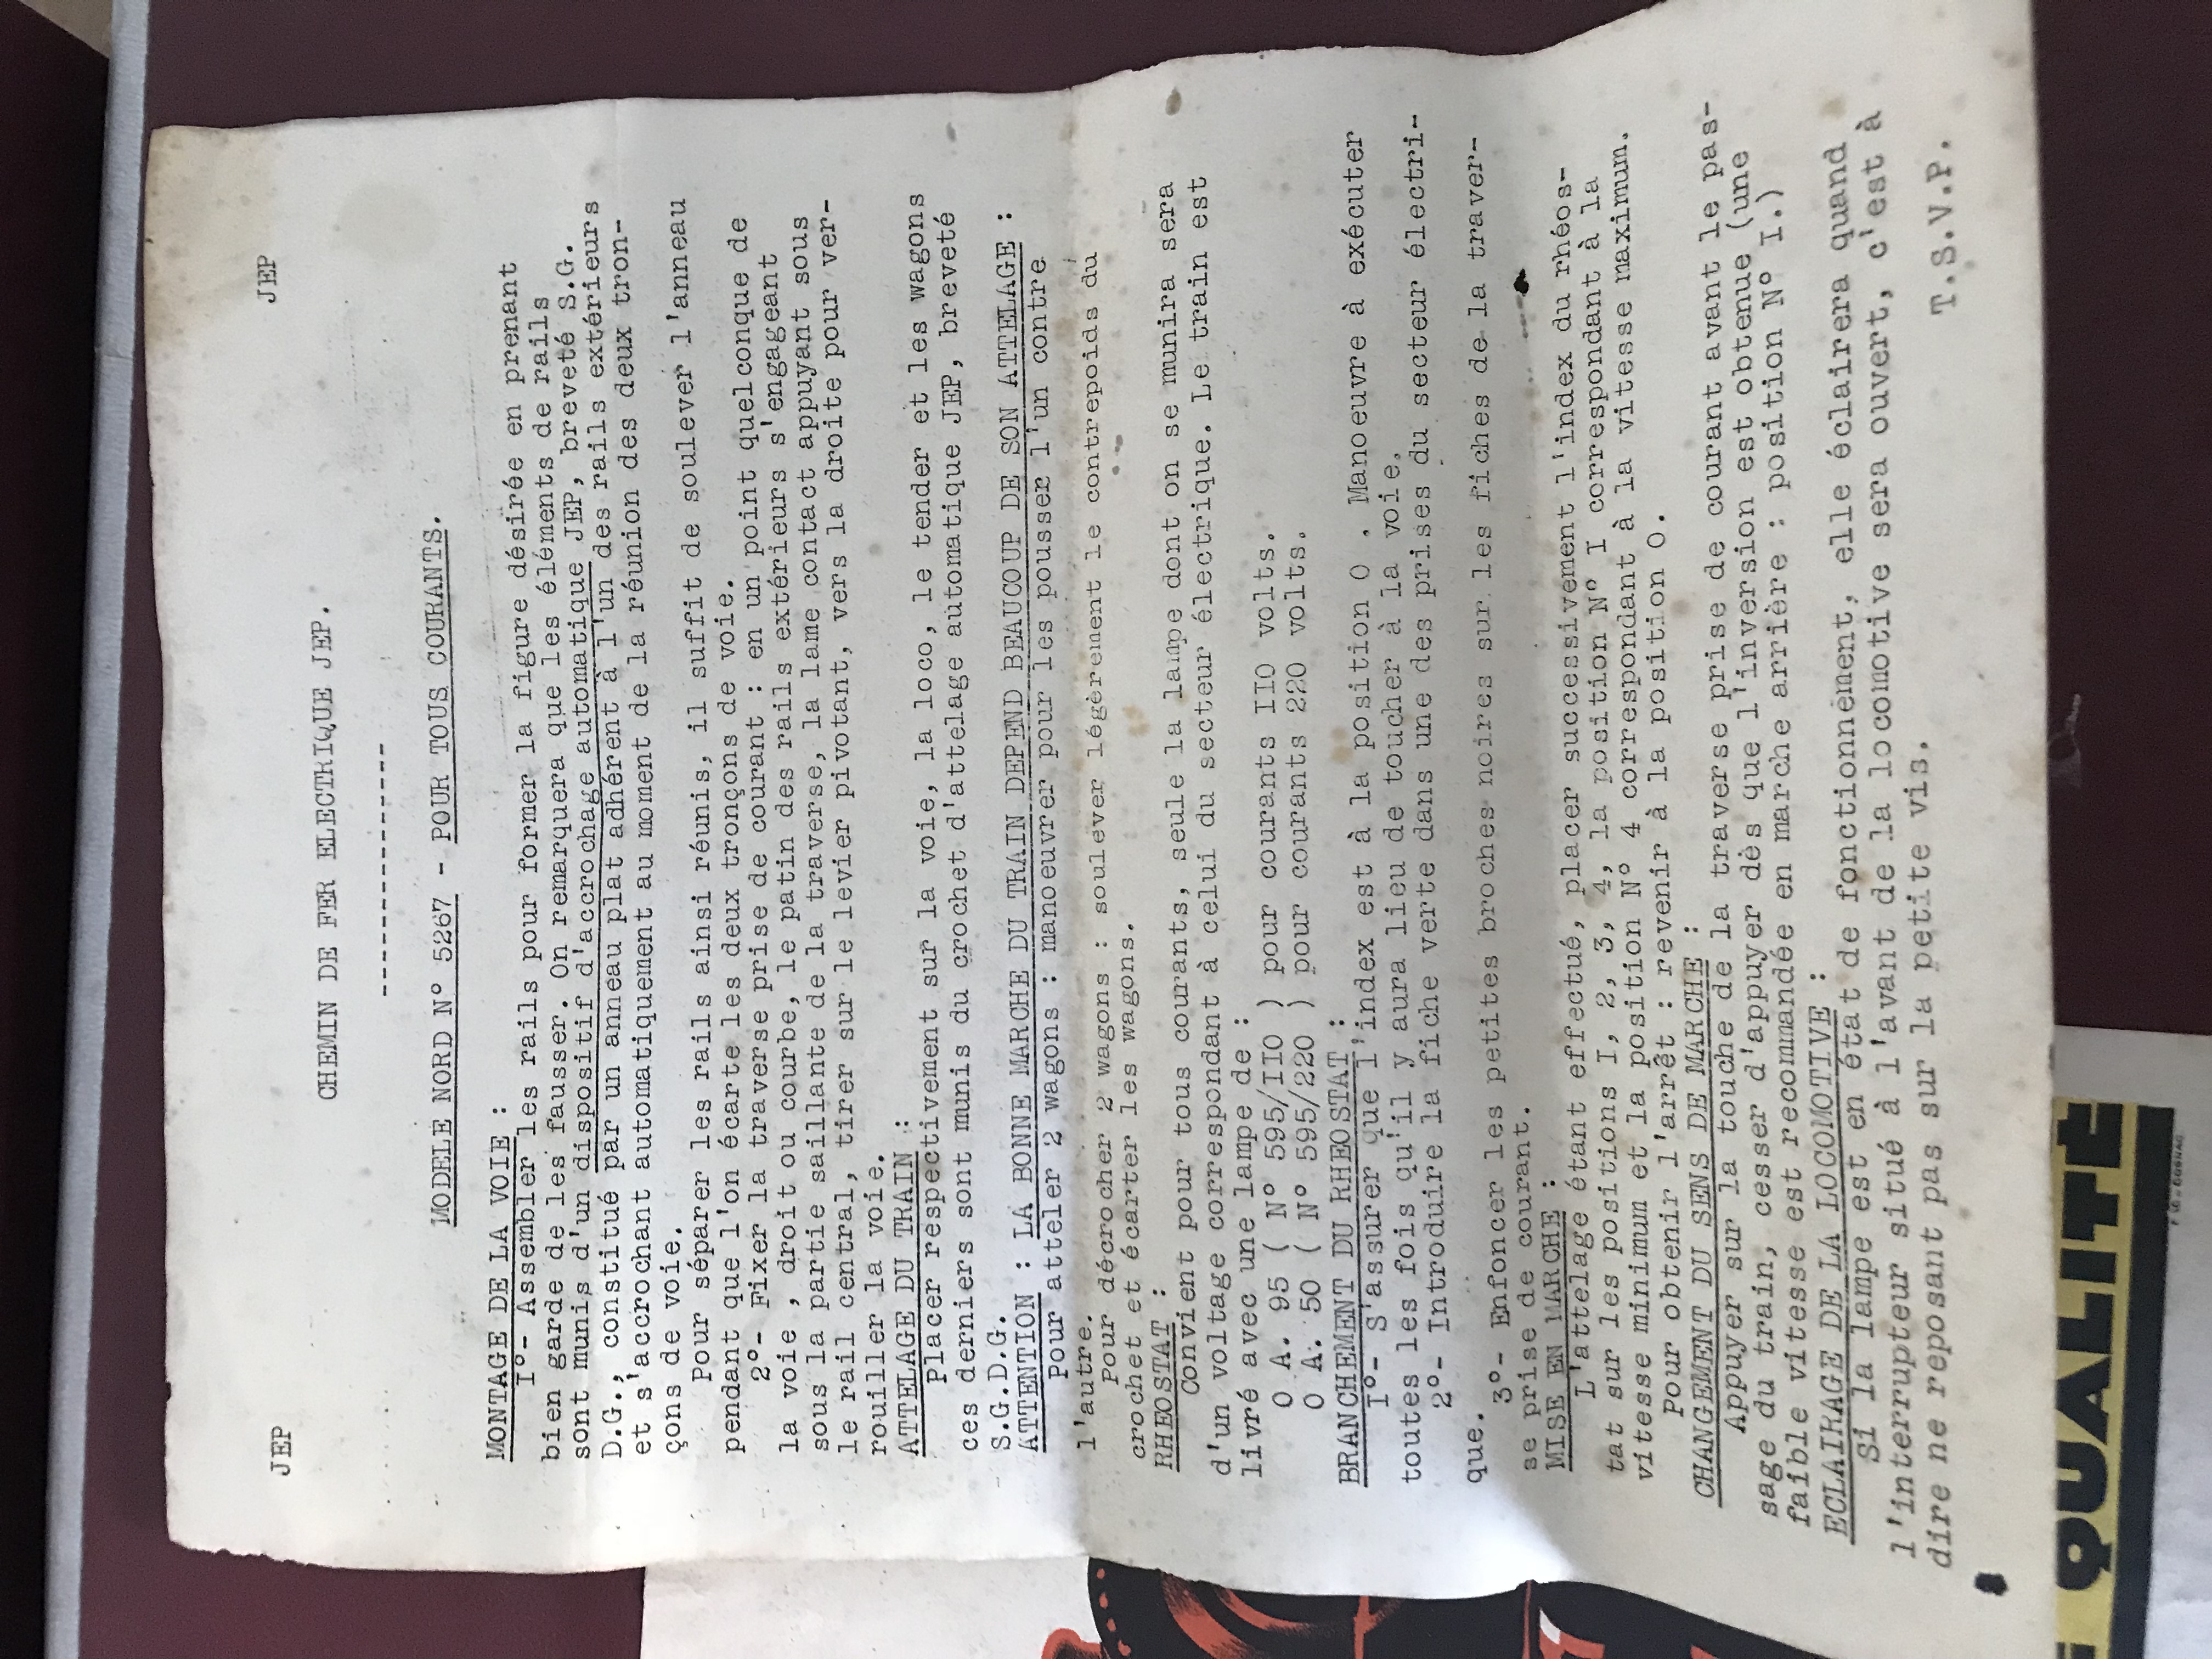 JEP JEP
CHEMIN DE FER ELECTRIQUE JEP.
--------------------
MODELE NORD N° 5267 - POUR TOUS COURANTS.
MONTAGE DE LA VOIE :
I°- Assembler les rails pour former la figure désirée en prenant
bien garde de les fausser. On remarquera que les éléments de rails
sont munis d'un dispositif d'accrochage automatique JEP, breveté S.G.
D.G., constitué par un anneau plat adhérent à l'un des rails extérieurs
et s'accrochant automatiquement au moment de la réunion des deux tron-
çons de voie.
Pour séparer les rails ainsi réunis, il suffit de soulever l'anneau
pendant que l'on écarte les deux tronçons de voie.
2°- Fixer la traverse prise de courant : en un point quelconque de
la voie , droit ou courbe, le patin des rails extérieurs s'engageant
sous la partie saillante de la traverse, la lame contact appuyant sous
le rail central, tirer sur le levier pivotant, vers la droite pour ver-
rouiller la voie.
ATTELAGE DU TRAIN :
Placer respectivement sur la voie, la loco, le tender et les wagons
ces derniers sont munis du crochet d'attelage automatique JEP, breveté
S.G.D.G.
ATTENTION : LA BONNE MARCHE DU TRAIN DEPEND BEAUCOUP DE SON ATTELAGE :
Pour atteler 2 wagons : manoeuvrer pour les pousser l'un contre
l'autre.
Pour décrocher 2 wagons : soulever légèrement le contrepoids du
crochet et écarter les wagons.
RHEOSTAT :
Convient pour tous courants, seule la lampe dont on se munira sera
d'un voltage correspondant à celui du secteur électrique. Le train est
livré avec une lampe de :
O A. 95 ( N° 595/IIO ) pour courants IIO volts.
O A. 50 ( N° 595/220 ) pour courants 220 volts.
BRANCHEMENT DU RHEOSTAT :
I°- S'assurer que l'index est à la position O . Manoeuvre à exécuter
toutes les fois qu'il y aura lieu de toucher à la voie.
2°- Introduire la fiche verte dans une des prises du secteur électri-
que.
3°- Enfoncer les petites broches noires sur les fiches de la traver-
se prise de courant.
MISE EN MARCHE :
L'attelage étant effectué, placer successivement l'index du rhéos-
tat sur les positions I, 2, 3, 4, la position N° I correspondant à la
vitesse minimum et la position N° 4 correspondant à la vitesse maximum.
Pour obtenir l'arrêt : revenir à la position O.
CHANGEMENT DU SENS DE MARCHE :
Appuyer sur la touche de la traverse prise de courant avant le pas-
sage du train, cesser d'appuyer dès que l'inversion est obtenue (une
faible vitesse est recommandée en marche arrière : position N° I.)
ECLAIRAGE DE LA LOCOMOTIVE :
Si la lampe est en état de fonctionnement, elle éclairera quand
l'interrupteur situé à l'avant de la locomotive sera ouvert, c'est à
dire ne reposant pas sur la petite vis.
T.S.V.P.
QUALITE